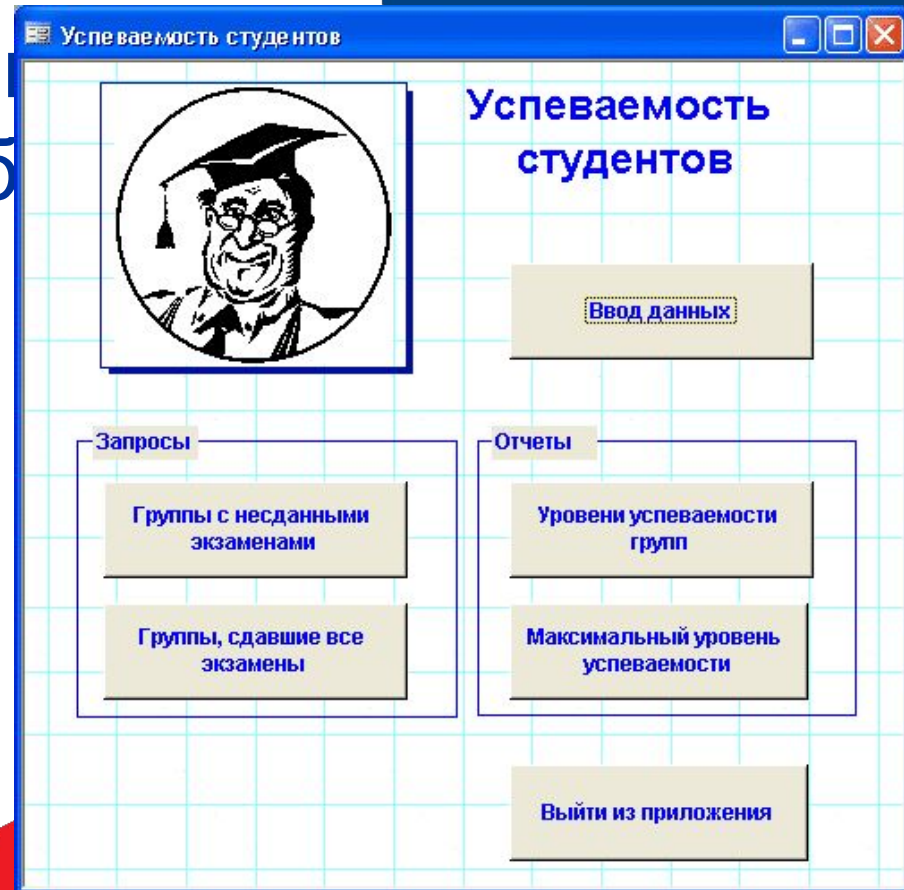 Успеваемость студентов
Успеваемость
студентов
Ввод данных
Запросы
Группы с несданными
экзаменами
Группы, сдавшие все
экзамены
Отчеты
Уровени успеваемости
групп
Максимальный уровень
успеваемости
Выйти из приложения